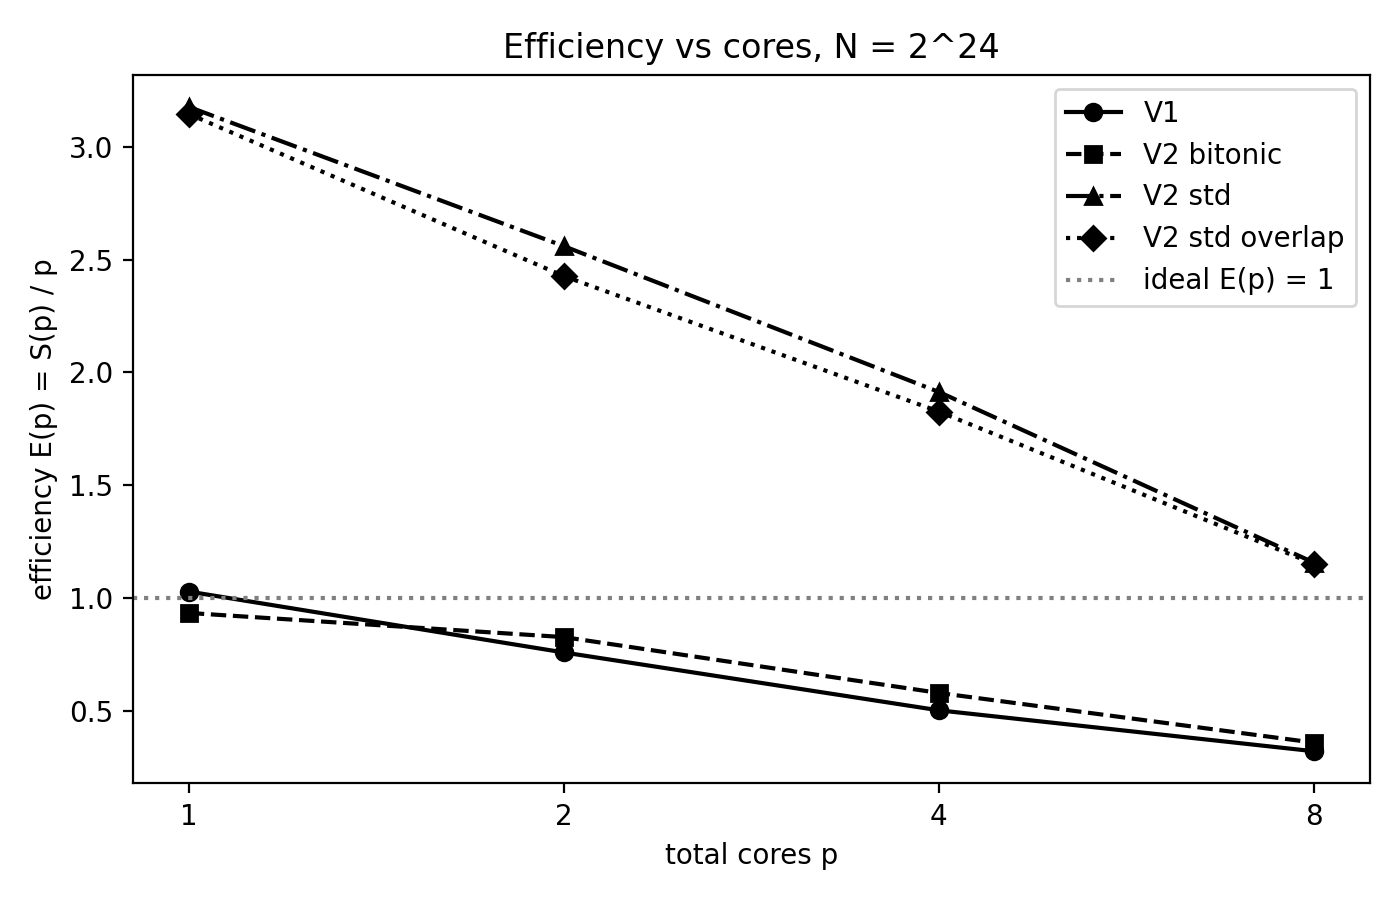 Efficiency vs cores, N = 2^24
efficiency E(p) = S(p) / p
3.0
2.5
2.0
1.5
1.0
0.5
V1
V2 bitonic
V2 std
V2 std overlap
ideal E(p) = 1
1 2 4 8
total cores p